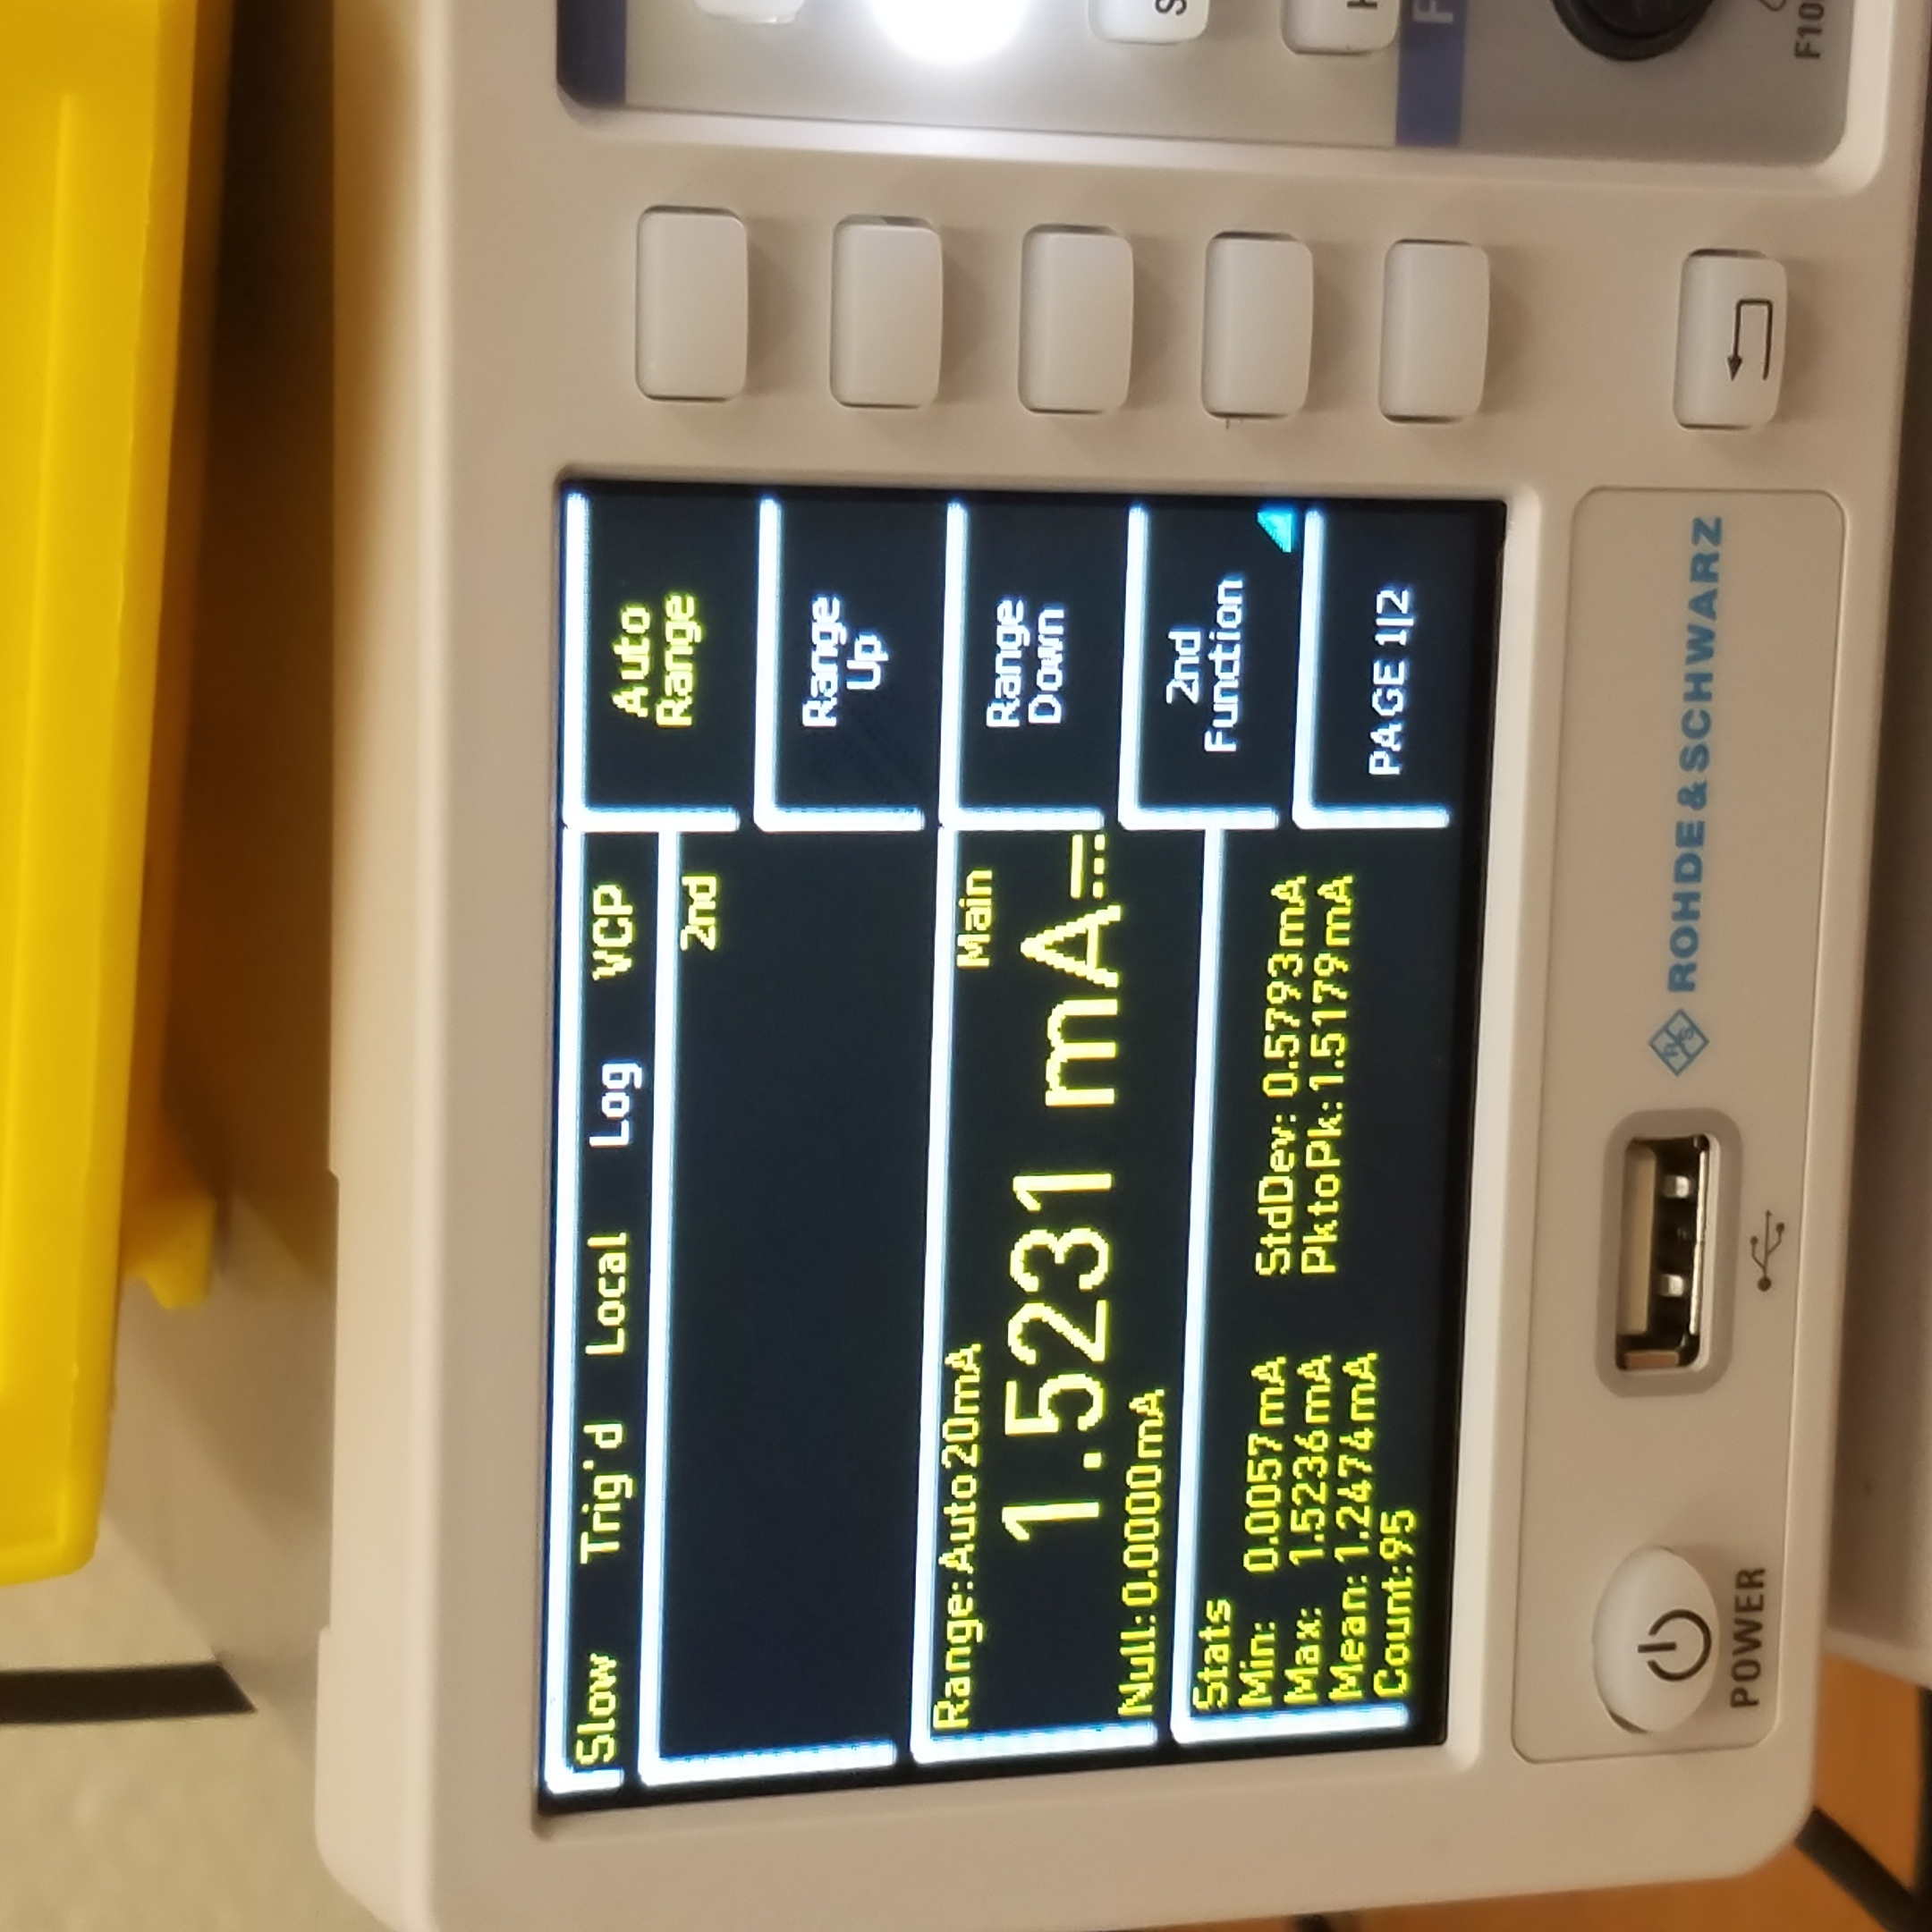 Slow Trig'd Local Log VCP
2nd
Range: Auto 20mA Main
1.5231 mA
Null: 0.0000mA
Stats
Min: 0.0057mA StdDev: 0.5793mA
Max: 1.5236mA PktoPk: 1.5179mA
Mean: 1.2474mA
Count: 95
Auto
Range
Range
Up
Range
Down
2nd
Function
PAGE 1|2
POWER
R/S ROHDE & SCHWARZ